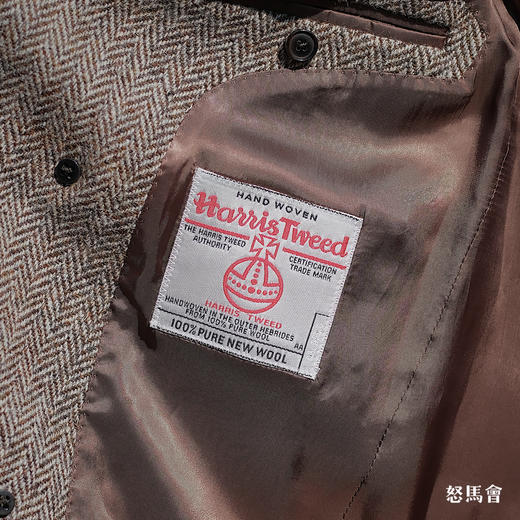 HAND WOVEN
Harris Tweed
THE HARRIS TWEED
AUTHORITY
CERTIFICATION
TRADE MARK
HARRIS TWEED
HANDWOVEN IN THE OUTER HEBRIDES
FROM 100% PURE WOOL
AA
100% PURE NEW WOOL
怒馬會